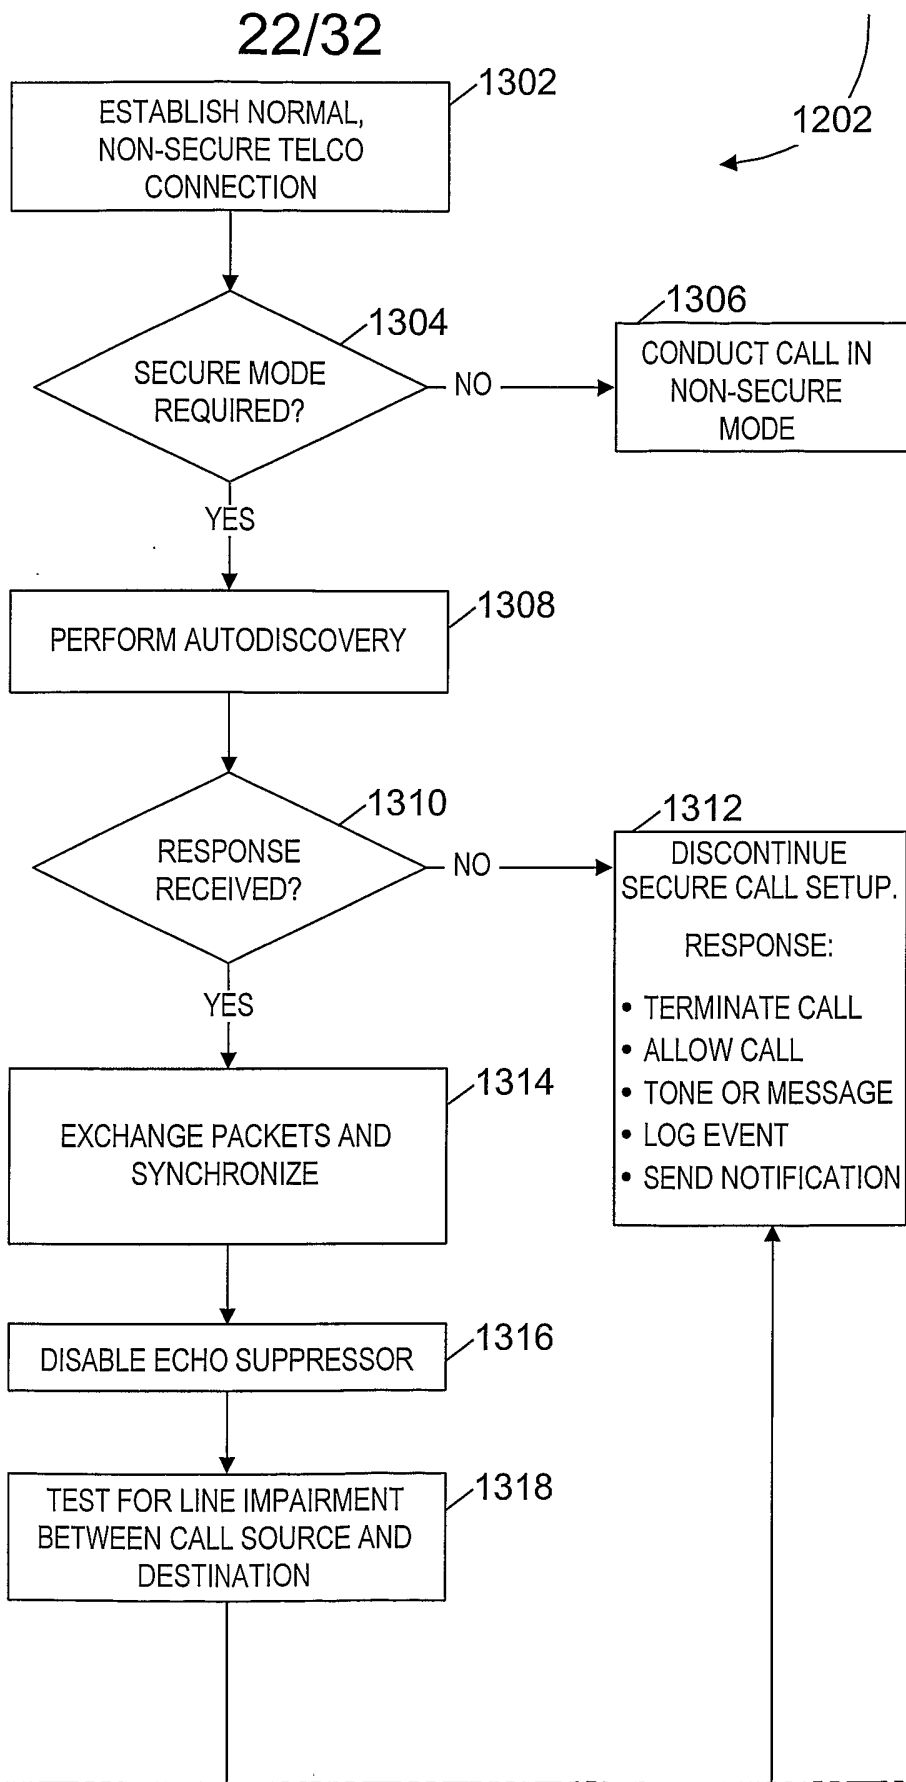 22/32
1202
1302
ESTABLISH NORMAL,
NON-SECURE TELCO
CONNECTION
1304
SECURE MODE
REQUIRED?
NO
1306
CONDUCT CALL IN
NON-SECURE
MODE
YES
1308
PERFORM AUTODISCOVERY
1310
RESPONSE
RECEIVED?
NO
1312
DISCONTINUE
SECURE CALL SETUP.
RESPONSE:
• TERMINATE CALL
• ALLOW CALL
• TONE OR MESSAGE
• LOG EVENT
• SEND NOTIFICATION
YES
1314
EXCHANGE PACKETS AND
SYNCHRONIZE
1316
DISABLE ECHO SUPPRESSOR
1318
TEST FOR LINE IMPAIRMENT
BETWEEN CALL SOURCE AND
DESTINATION